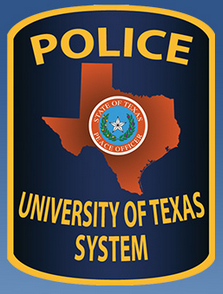 POLICE
STATE OF TEXAS
PEACE OFFICER
UNIVERSITY OF TEXAS
SYSTEM